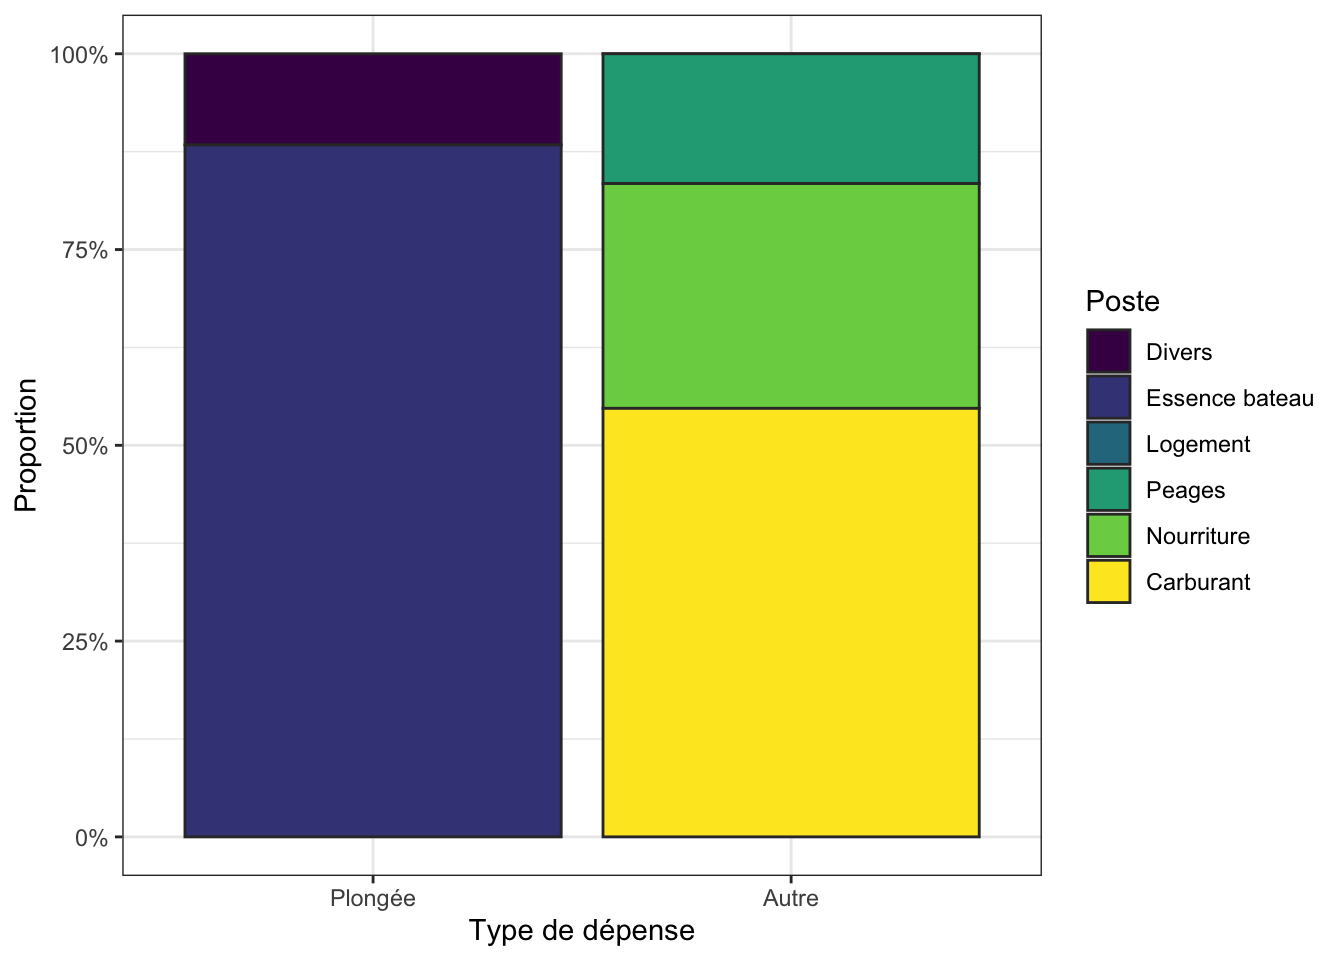 Proportion
100%
75%
50%
25%
0%
Plongée
Autre
Type de dépense
Poste
Divers
Essence bateau
Logement
Peages
Nourriture
Carburant